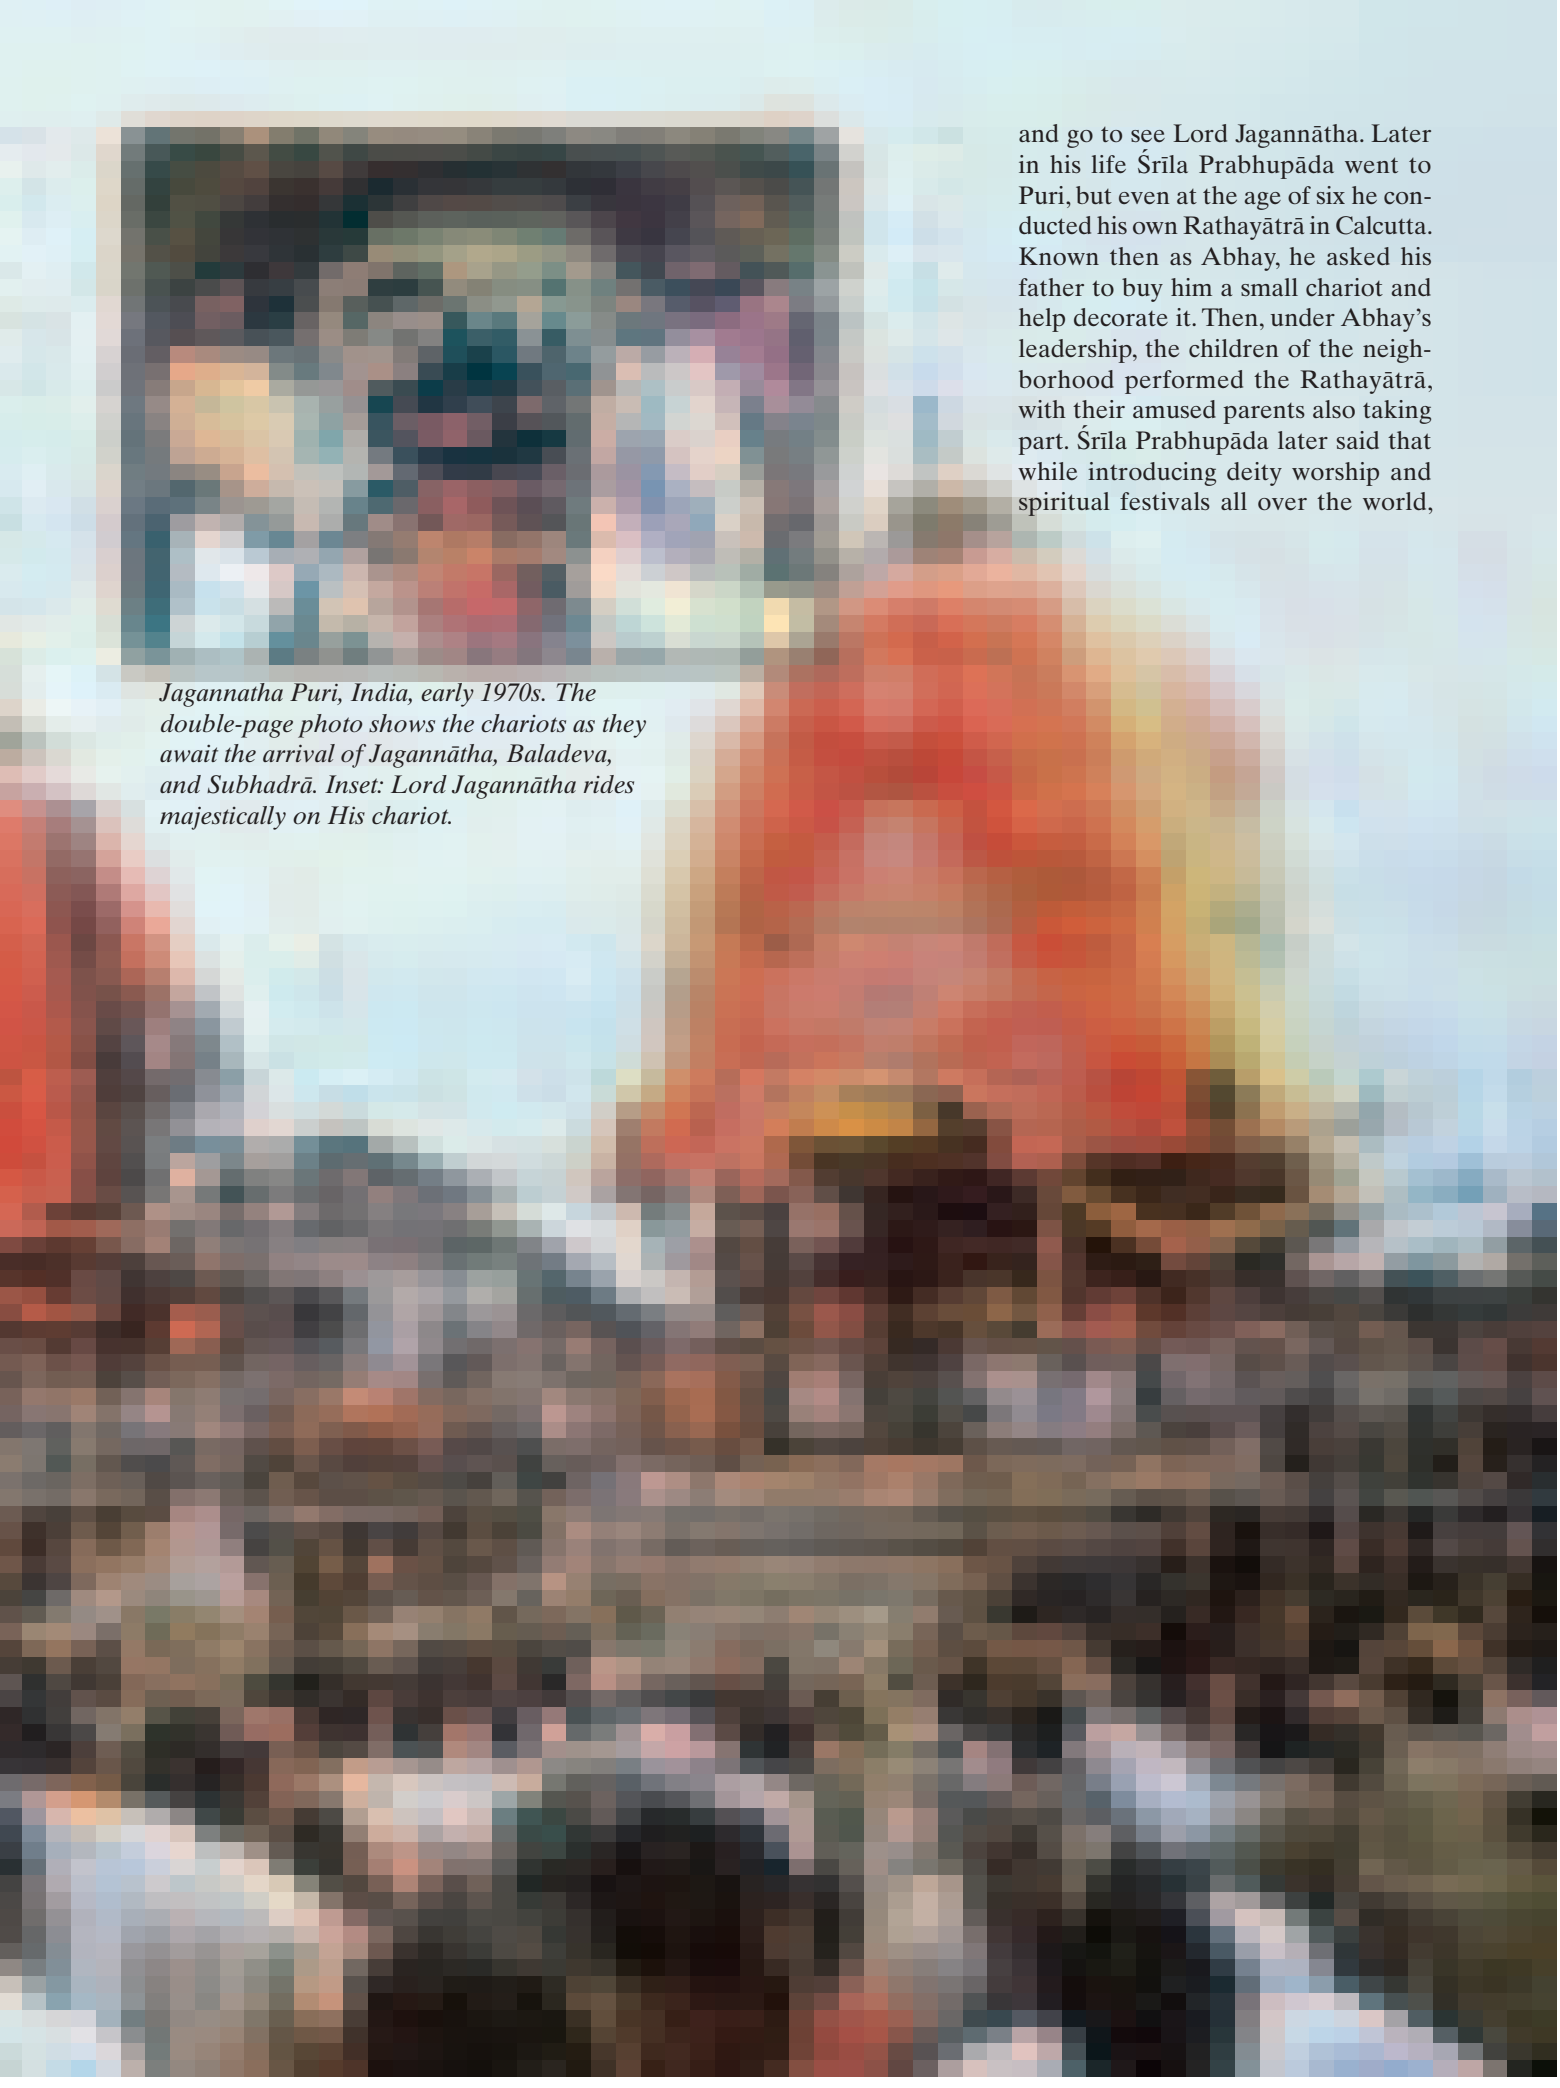 and go to see Lord Jagannātha. Later
in his life Śrīla Prabhupāda went to
Puri, but even at the age of six he con-
ducted his own Rathayātrā in Calcutta.
Known then as Abhay, he asked his
father to buy him a small chariot and
help decorate it. Then, under Abhay’s
leadership, the children of the neigh-
borhood performed the Rathayātrā,
with their amused parents also taking
part. Śrīla Prabhupāda later said that
while introducing deity worship and
spiritual festivals all over the world,
Jagannatha Puri, India, early 1970s. The
double-page photo shows the chariots as they
await the arrival of Jagannātha, Baladeva,
and Subhadrā. Inset: Lord Jagannātha rides
majestically on His chariot.